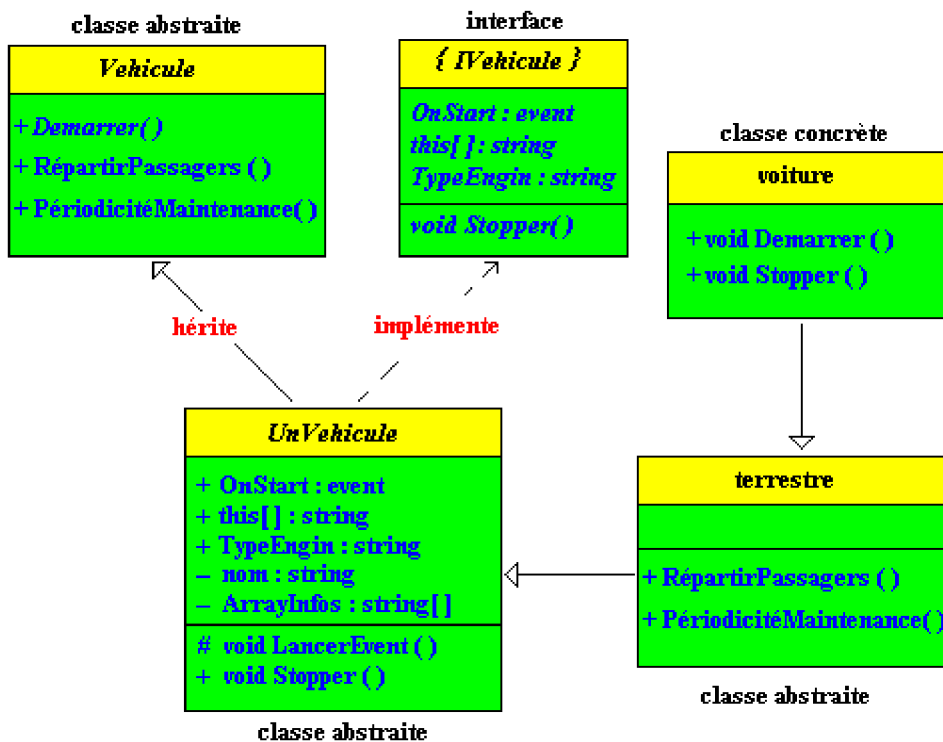 classe abstraite
Vehicule
+ Demarrer()
+ RépartirPassagers ( )
+ PériodicitéMaintenance( )
interface
{ IVehicule }
OnStart : event
this[ ] : string
TypeEngin : string
void Stopper()
classe concrète
voiture
+ void Demarrer ( )
+ void Stopper ( )
hérite
implémente
UnVehicule
+ OnStart : event
+ this[ ] : string
+ TypeEngin : string
– nom : string
– ArrayInfos : string[ ]
# void LancerEvent ( )
+ void Stopper ( )
classe abstraite
terrestre
+ RépartirPassagers ( )
+ PériodicitéMaintenance()
classe abstraite